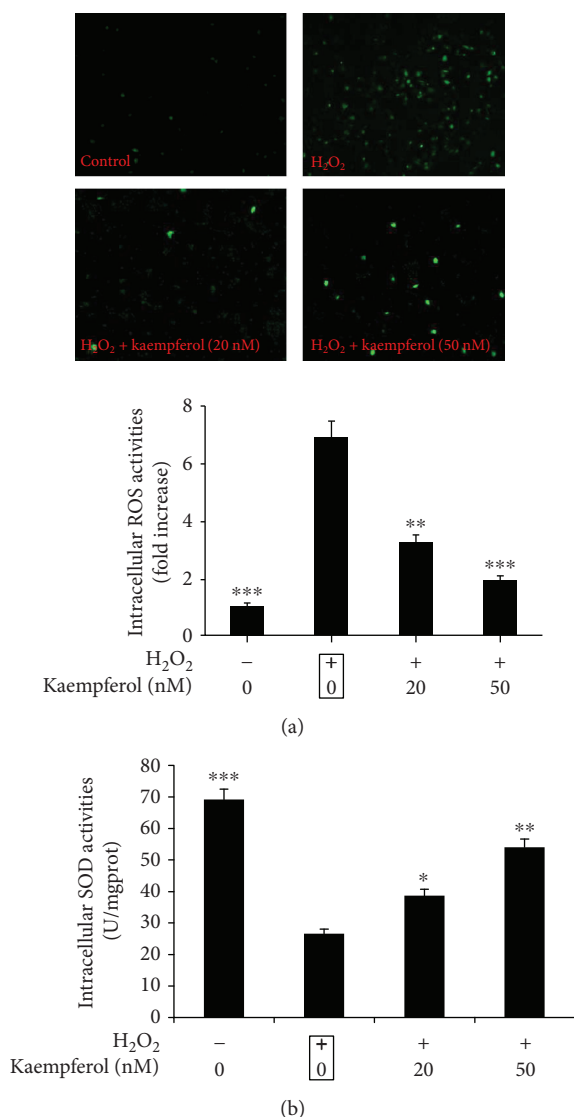 Control
H₂O₂
H₂O₂ + kaempferol (20 nM)
H₂O₂ + kaempferol (50 nM)
Intracellular ROS activities
(fold increase)
8
6
4
2
0
***
**
***
H₂O₂ − + + +
Kaempferol (nM) 0 0 20 50
(a)
Intracellular SOD activities
(U/mgprot)
80
70
60
50
40
30
20
10
0
***
*
**
H₂O₂ − + + +
Kaempferol (nM) 0 0 20 50
(b)